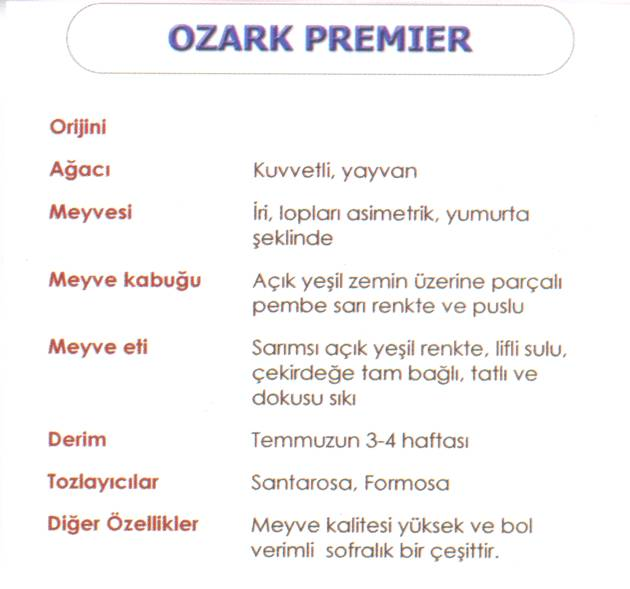 OZARK PREMIER
Orijini
Ağacı Kuvvetli, yayvan
Meyvesi İri, lopları asimetrik, yumurta
şeklinde
Meyve kabuğu Açık yeşil zemin üzerine parçalı
pembe sarı renkte ve puslu
Meyve eti Sarımsı açık yeşil renkte, lifli sulu,
çekirdeğe tam bağlı, tatlı ve
dokusu sıkı
Derim Temmuzun 3-4 haftası
Tozlayıcılar Santarosa, Formosa
Diğer Özellikler Meyve kalitesi yüksek ve bol
verimli sofralık bir çeşittir.